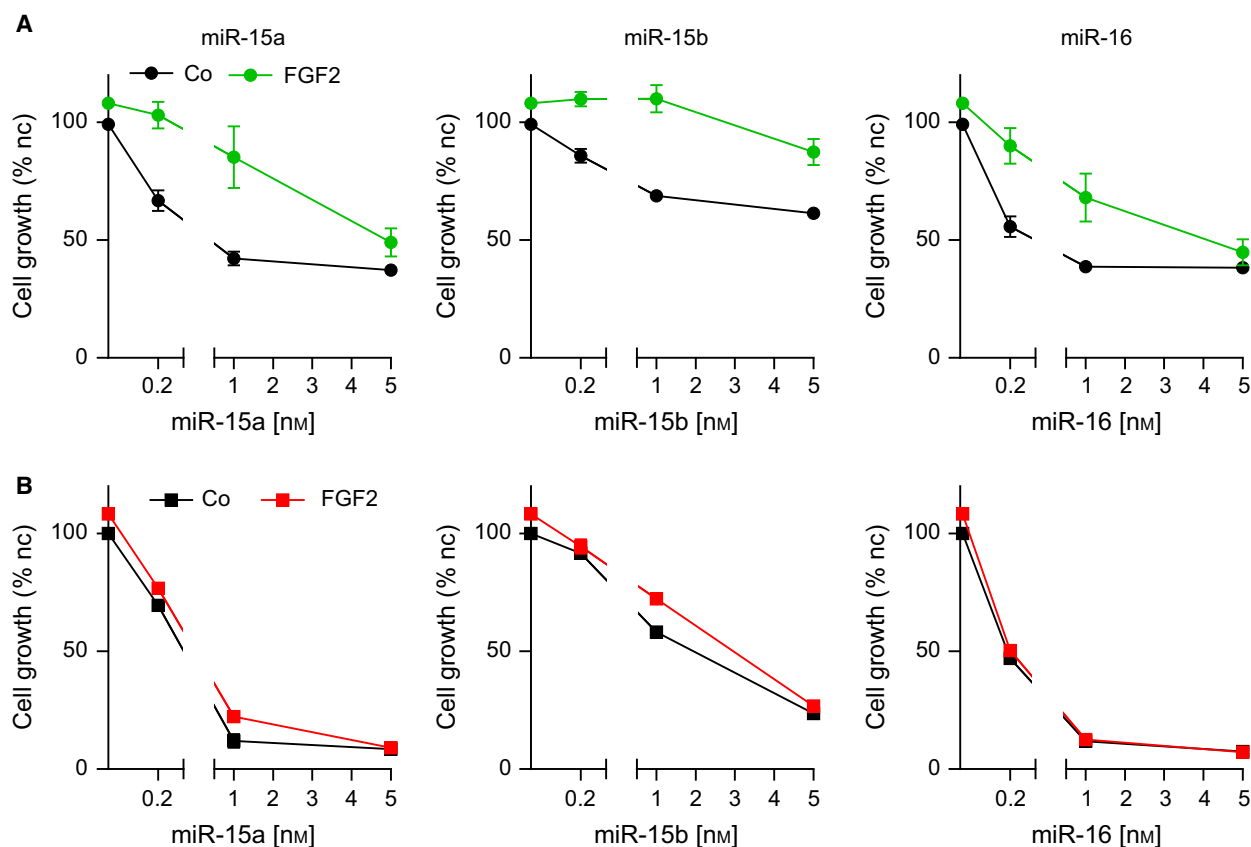 A
miR-15a
miR-15b
miR-16
Co
FGF2
Cell growth (% nc)
100
50
0
0.2
1
2
3
4
5
miR-15a [nM]
Cell growth (% nc)
100
50
0
0.2
1
2
3
4
5
miR-15b [nM]
Cell growth (% nc)
100
50
0
0.2
1
2
3
4
5
miR-16 [nM]
B
Co
FGF2
Cell growth (% nc)
100
50
0
0.2
1
2
3
4
5
miR-15a [nM]
Cell growth (% nc)
100
50
0
0.2
1
2
3
4
5
miR-15b [nM]
Cell growth (% nc)
100
50
0
0.2
1
2
3
4
5
miR-16 [nM]